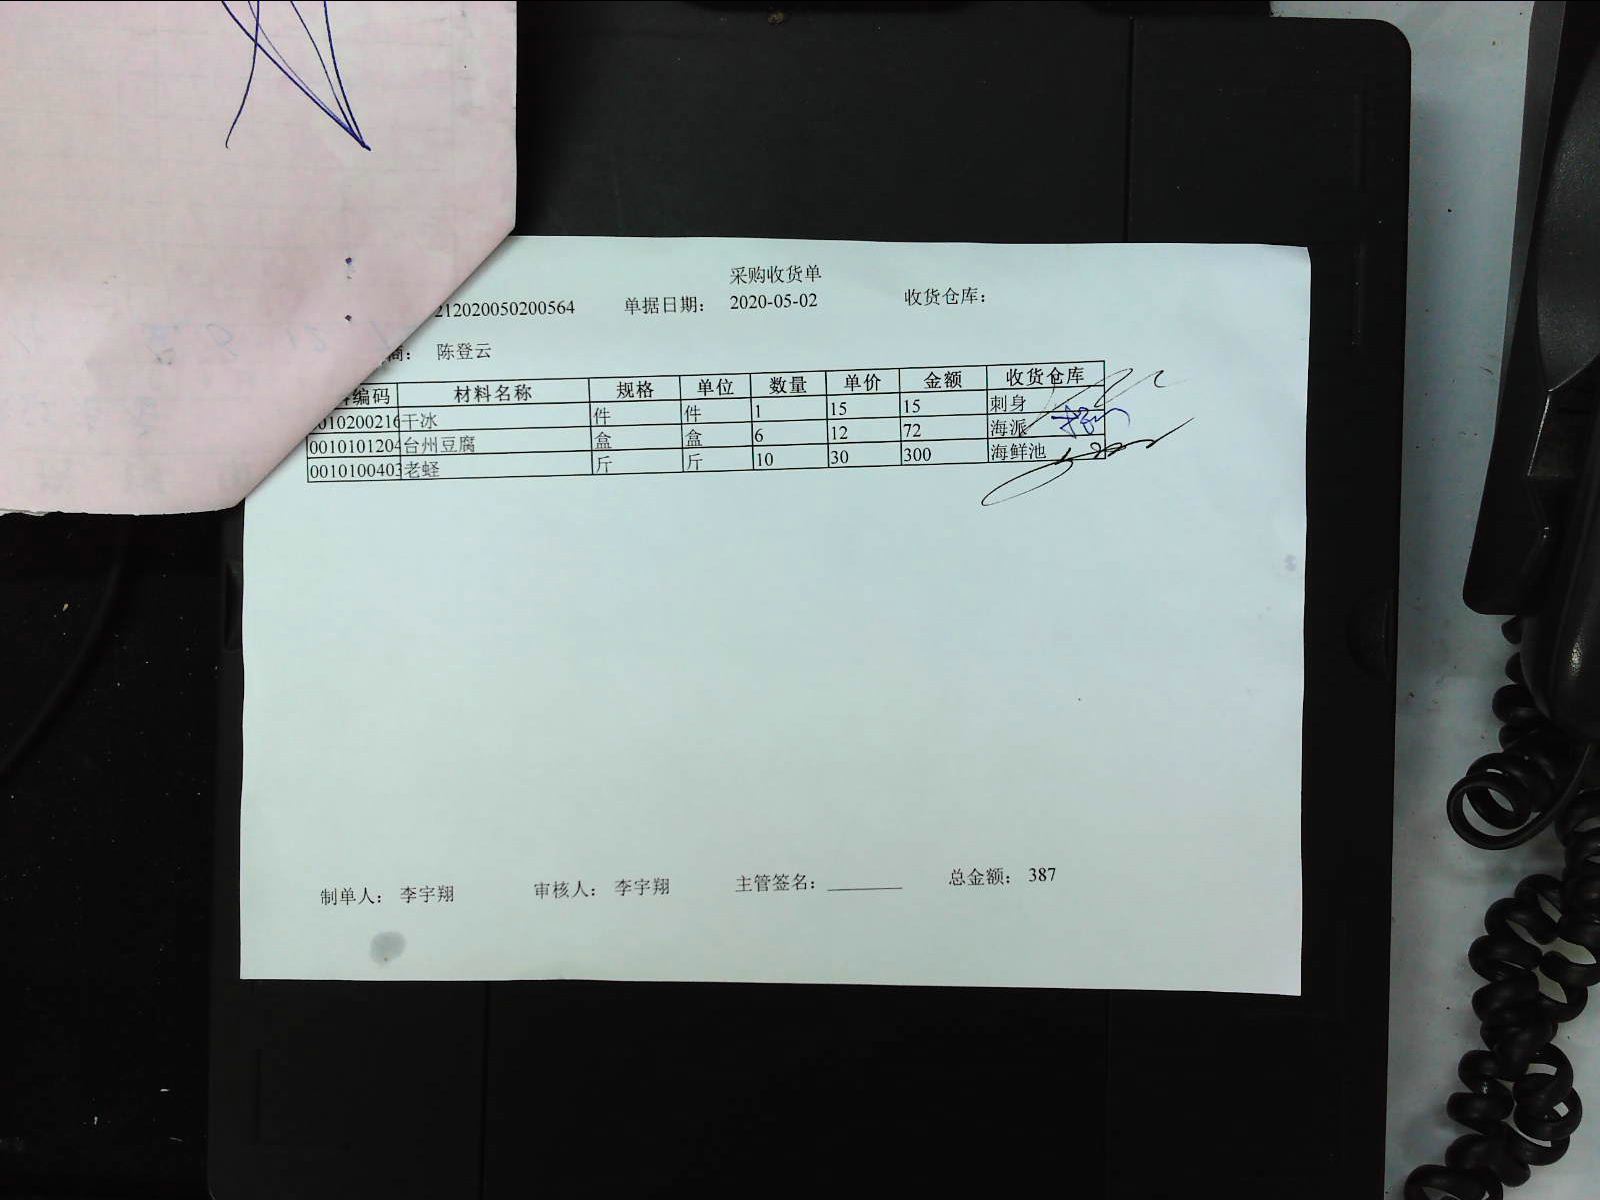 采购收货单
212020050200564 单据日期： 2020-05-02 收货仓库：
商： 陈登云
编码 材料名称 规格 单位 数量 单价 金额 收货仓库
010200216 干冰 件 件 1 15 15 刺身
0010101204 台州豆腐 盒 盒 6 12 72 海派
0010100403 老蛏 斤 斤 10 30 300 海鲜池
制单人： 李宇翔 审核人： 李宇翔 主管签名：________ 总金额： 387